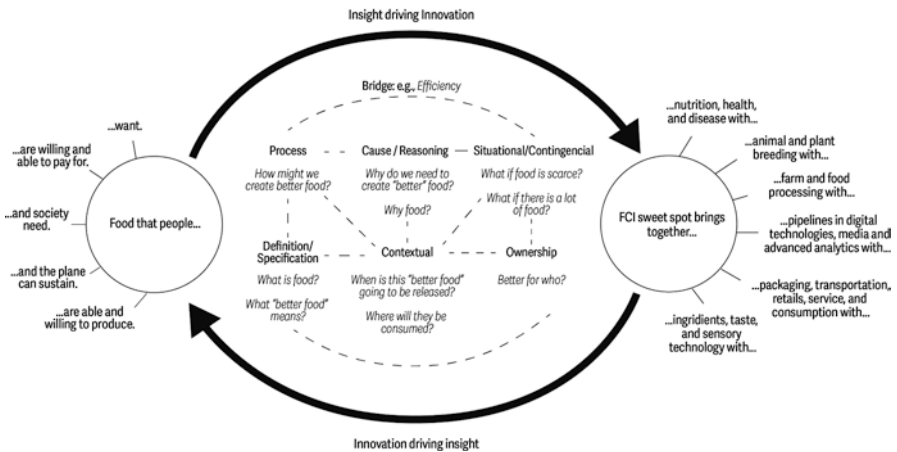 Insight driving Innovation
Bridge: e.g., Efficiency
...want.
...are willing and
able to pay for.
...and society
need.
...and the plane
can sustain.
...are able and
willing to produce.
Food that people...
Process
How might we
create better food?
Cause / Reasoning
Why do we need to
create "better" food?
Why food?
Situational/Contingencial
What if food is scarce?
What if there is a lot
of food?
Definition/
Specification
What is food?
What "better food"
means?
Contextual
When is this "better food"
going to be released?
Where will they be
consumed?
Ownership
Better for who?
FCI sweet spot brings
together...
...nutrition, health,
and disease with...
...animal and plant
breeding with...
...farm and food
processing with...
...pipelines in digital
technologies, media and
advanced analytics with...
...packaging, transportation,
retails, service, and
consumption with...
...ingredients, taste,
and sensory
technology with...
Innovation driving insight